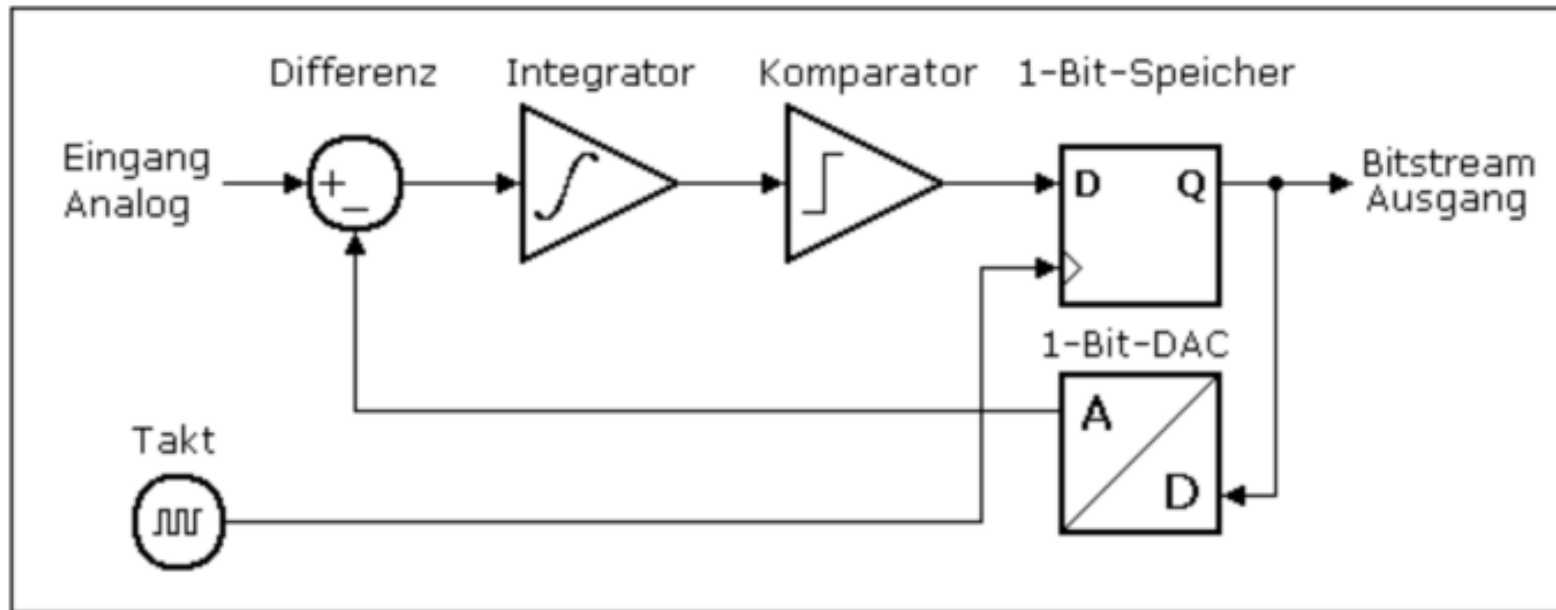 Differenz
Integrator
Komparator
1-Bit-Speicher
Eingang
Analog
+
−
D
Q
Bitstream
Ausgang
1-Bit-DAC
A
D
Takt